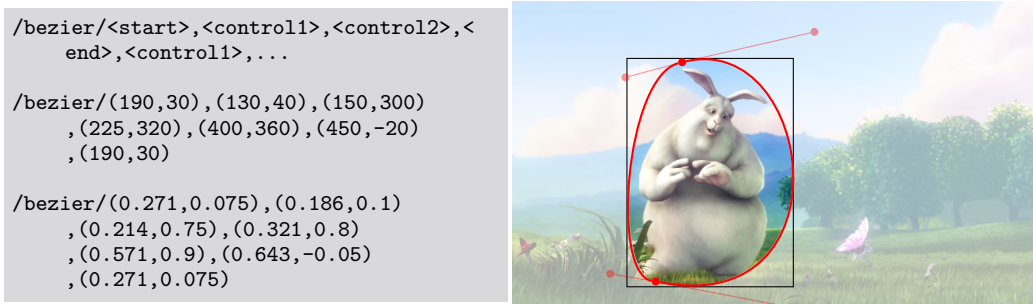 /bezier/<start>,<control1>,<control2>,<
end>,<control1>,...
/bezier/(190,30),(130,40),(150,300)
,(225,320),(400,360),(450,-20)
,(190,30)
/bezier/(0.271,0.075),(0.186,0.1)
,(0.214,0.75),(0.321,0.8)
,(0.571,0.9),(0.643,-0.05)
,(0.271,0.075)